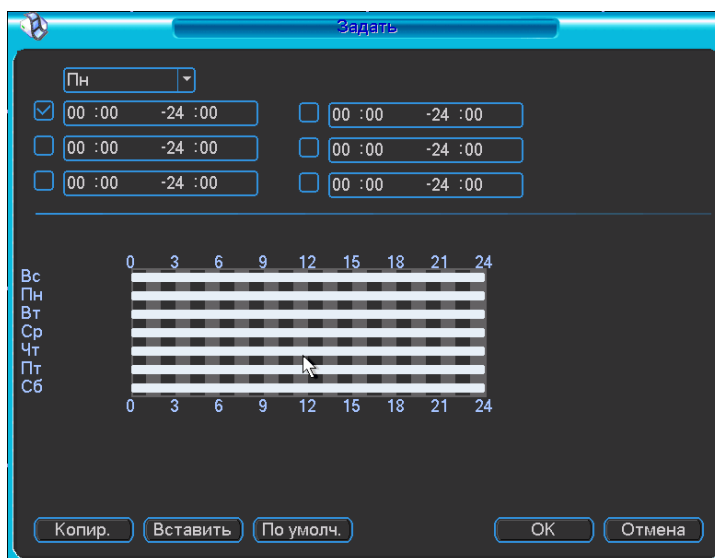 Задать
Пн
00 :00 -24 :00 00 :00 -24 :00
00 :00 -24 :00 00 :00 -24 :00
00 :00 -24 :00 00 :00 -24 :00
0 3 6 9 12 15 18 21 24
Вс
Пн
Вт
Ср
Чт
Пт
Сб
0 3 6 9 12 15 18 21 24
Копир. Вставить По умолч. OK Отмена